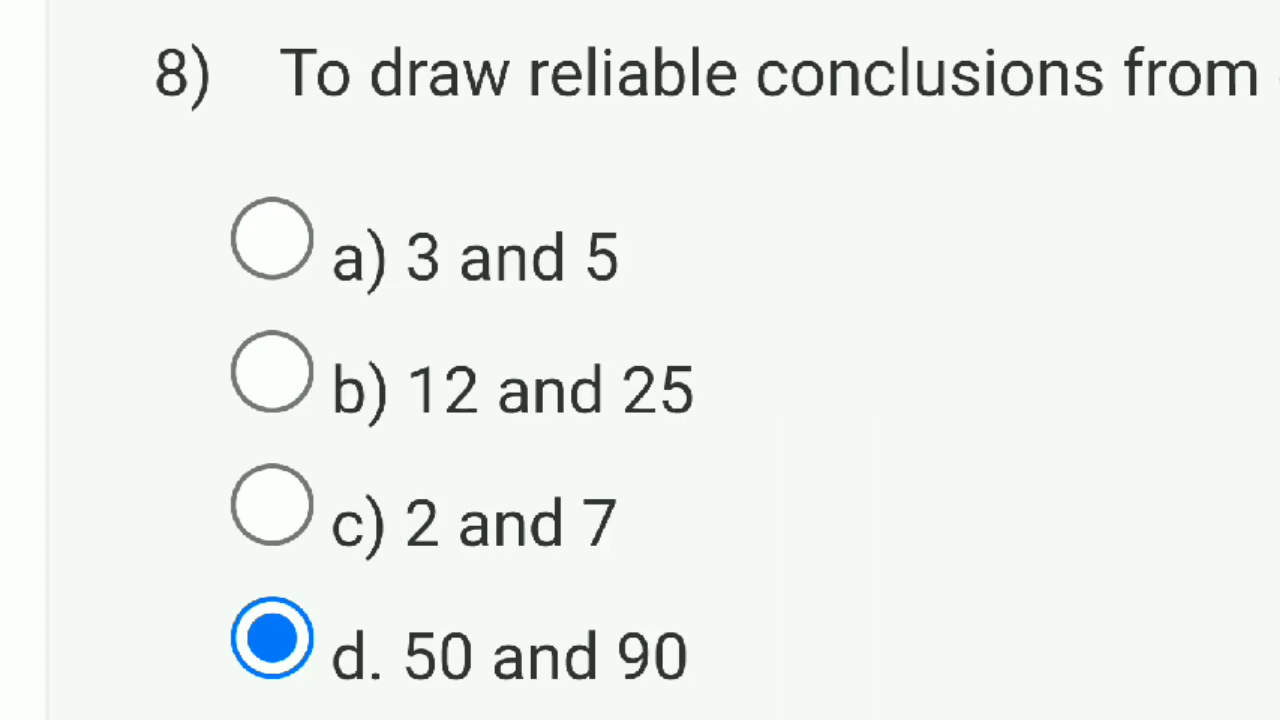 8) To draw reliable conclusions from
a) 3 and 5
b) 12 and 25
c) 2 and 7
d. 50 and 90